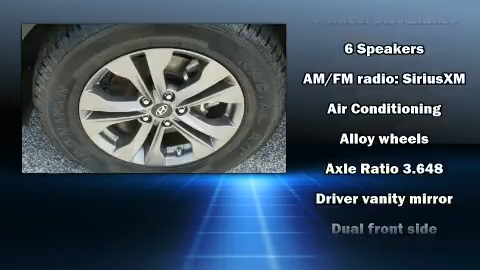 6 Speakers
AM/FM radio: SiriusXM
Air Conditioning
Alloy wheels
Axle Ratio 3.648
Driver vanity mirror
Dual front side